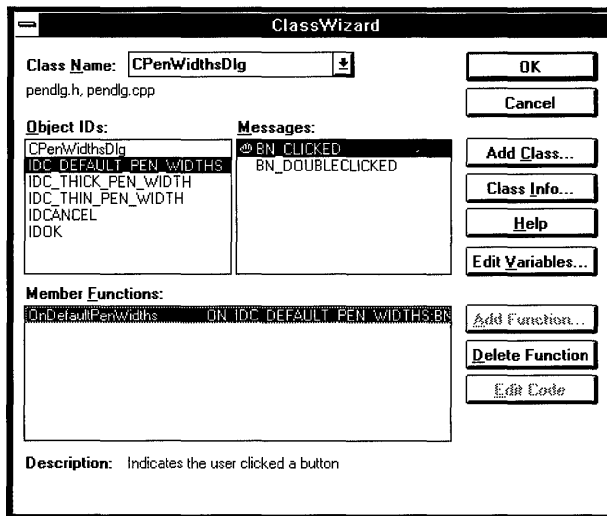 ClassWizard
Class Name: CPenWidthsDlg
pendlg.h, pendlg.cpp
Object IDs:
CPenWidthsDlg
IDC_DEFAULT_PEN_WIDTHS
IDC_THICK_PEN_WIDTH
IDC_THIN_PEN_WIDTH
IDCANCEL
IDOK
Messages:
BN_CLICKED
BN_DOUBLECLICKED
Member Functions:
OnDefaultPenWidths ON_IDC_DEFAULT_PEN_WIDTHS:BN
Description: Indicates the user clicked a button
OK
Cancel
Add Class...
Class Info...
Help
Edit Variables...
Add Function...
Delete Function
Edit Code